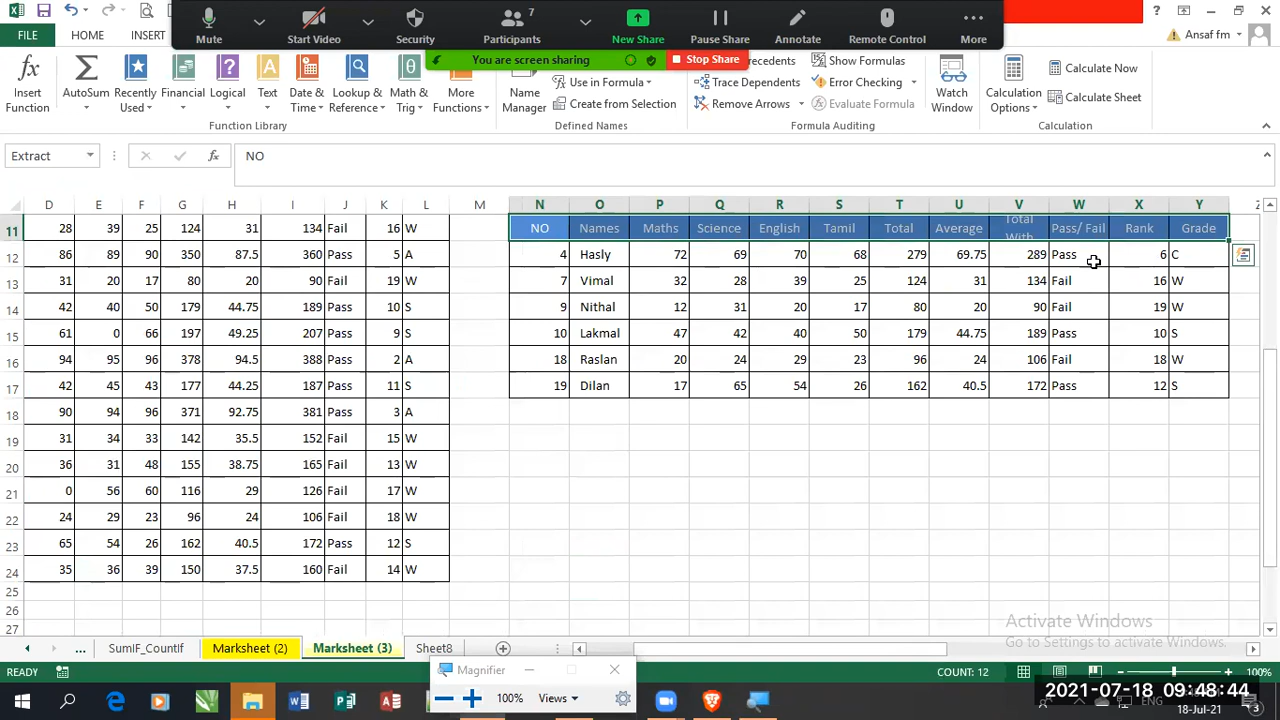 7
Mute
Start Video
Security
Participants
New Share
Pause Share
Annotate
Remote Control
More
?
FILE
HOME
INSERT
You are screen sharing
Stop Share
Ansaf fm
fx
Insert Function
AutoSum
Recently Used
Financial
Logical
Text
Date & Time
Lookup & Reference
Math & Trig
More Functions
Function Library
Name Manager
Use in Formula
Create from Selection
Defined Names
recedents
Trace Dependents
Remove Arrows
Show Formulas
Error Checking
Evaluate Formula
Formula Auditing
Watch Window
Calculation Options
Calculate Now
Calculate Sheet
Calculation
Extract
fx
NO
D E F G H I J K L M N O P Q R S T U V W X Y
11 28 39 25 124 31 134 Fail 16 W NO Names Maths Science English Tamil Total Average Total With Pass/ Fail Rank Grade
12 86 89 90 350 87.5 360 Pass 5 A 4 Hasly 72 69 70 68 279 69.75 289 Pass 6 C
13 31 20 17 80 20 90 Fail 19 W 7 Vimal 32 28 39 25 124 31 134 Fail 16 W
14 42 40 50 179 44.75 189 Pass 10 S 9 Nithal 12 31 20 17 80 20 90 Fail 19 W
15 61 0 66 197 49.25 207 Pass 9 S 10 Lakmal 47 42 40 50 179 44.75 189 Pass 10 S
16 94 95 96 378 94.5 388 Pass 2 A 18 Raslan 20 24 29 23 96 24 106 Fail 18 W
17 42 45 43 177 44.25 187 Pass 11 S 19 Dilan 17 65 54 26 162 40.5 172 Pass 12 S
18 90 94 96 371 92.75 381 Pass 3 A
19 31 34 33 142 35.5 152 Fail 15 W
20 36 31 48 155 38.75 165 Fail 13 W
21 0 56 60 116 29 126 Fail 17 W
22 24 29 23 96 24 106 Fail 18 W
23 65 54 26 162 40.5 172 Pass 12 S
24 35 36 39 150 37.5 160 Fail 14 W
25
26
27
Activate Windows
Go to Settings to activate Windows.
... SumIF_CountIf Marksheet (2) Marksheet (3) Sheet8
READY
Magnifier
COUNT: 12
100%
100%
Views
2021-07-18 09:48:44
ENG
18-Jul-21
3